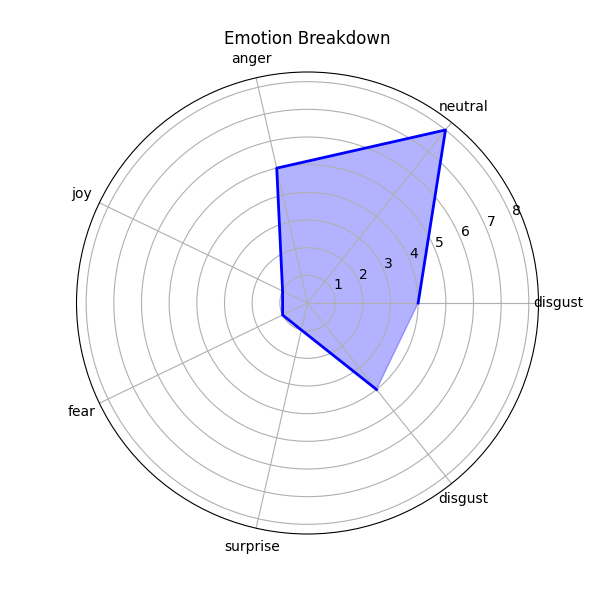 Emotion Breakdown
anger
neutral
joy
8
7
6
5
4
3
2
1
disgust
fear
disgust
surprise